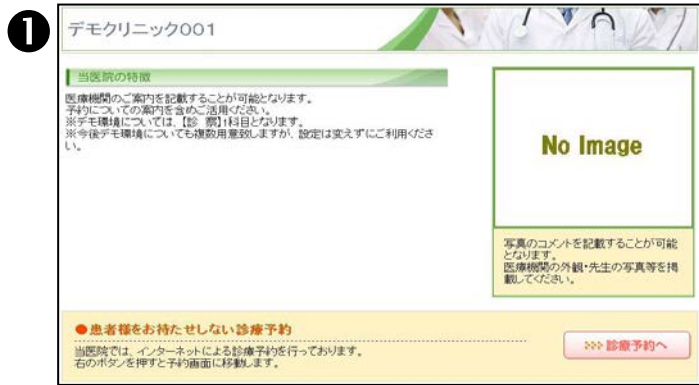 ❶
デモクリニック001
当医院の特徴
医療機関のご案内を記載することが可能となります。
予約についての案内を含めご活用ください。
※デモ環境については、【診　察】1科目となります。
※今後デモ環境についても複数用意致しますが、設定は変えずにご利用くださ
い。
No Image
写真のコメントを記載することが可能
となります。
医療機関の外観・先生の写真等を掲
載してください。
●患者様をお待たせしない診療予約
当医院では、インターネットによる診療予約を行っております。
右のボタンを押すと予約画面に移動します。
>>> 診療予約へ